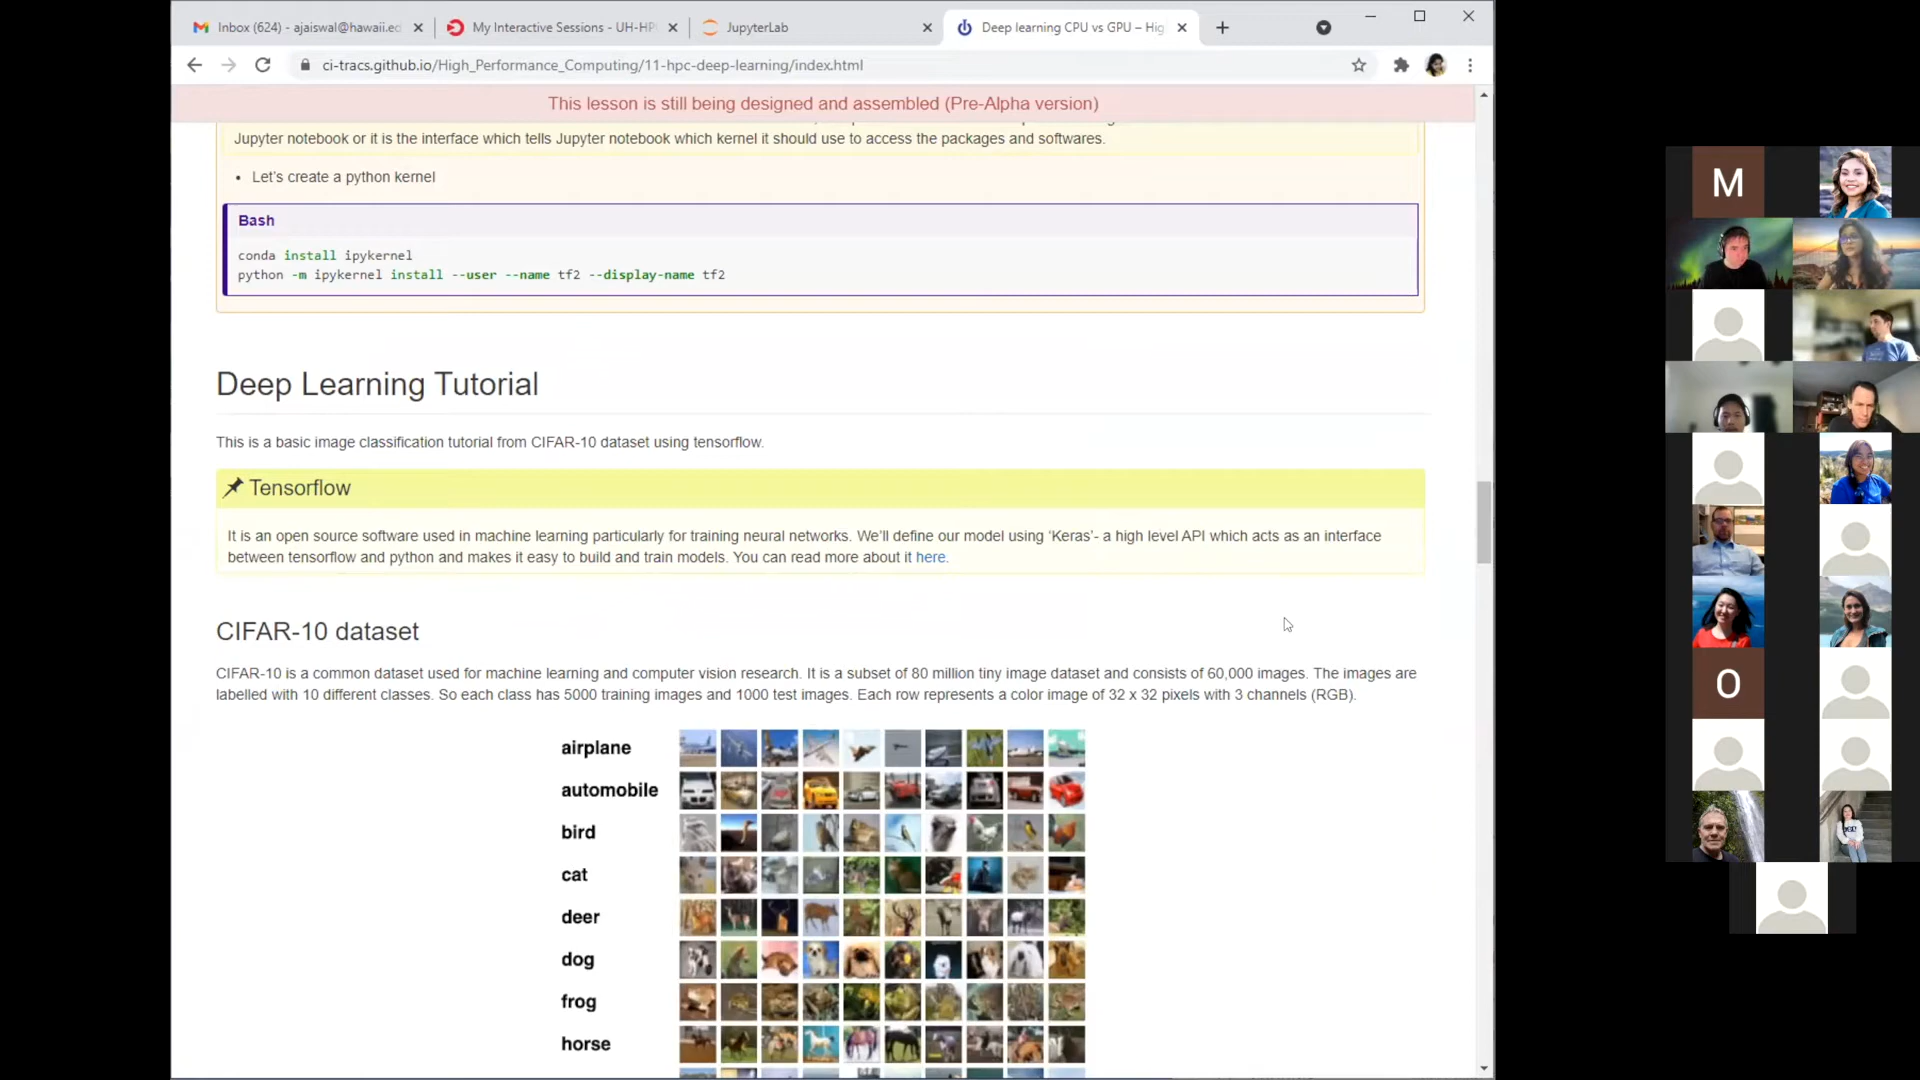 Inbox (624) - ajaiswal@hawaii.ed
My Interactive Sessions - UH-HP
JupyterLab
Deep learning CPU vs GPU – Hig
ci-tracs.github.io/High_Performance_Computing/11-hpc-deep-learning/index.html
This lesson is still being designed and assembled (Pre-Alpha version)
Jupyter notebook or it is the interface which tells Jupyter notebook which kernel it should use to access the packages and softwares.
• Let's create a python kernel
Bash
conda install ipykernel
python -m ipykernel install --user --name tf2 --display-name tf2
Deep Learning Tutorial
This is a basic image classification tutorial from CIFAR-10 dataset using tensorflow.
Tensorflow
It is an open source software used in machine learning particularly for training neural networks. We'll define our model using 'Keras'- a high level API which acts as an interface
between tensorflow and python and makes it easy to build and train models. You can read more about it here.
CIFAR-10 dataset
CIFAR-10 is a common dataset used for machine learning and computer vision research. It is a subset of 80 million tiny image dataset and consists of 60,000 images. The images are
labelled with 10 different classes. So each class has 5000 training images and 1000 test images. Each row represents a color image of 32 x 32 pixels with 3 channels (RGB).
airplane
automobile
bird
cat
deer
dog
frog
horse
M
O